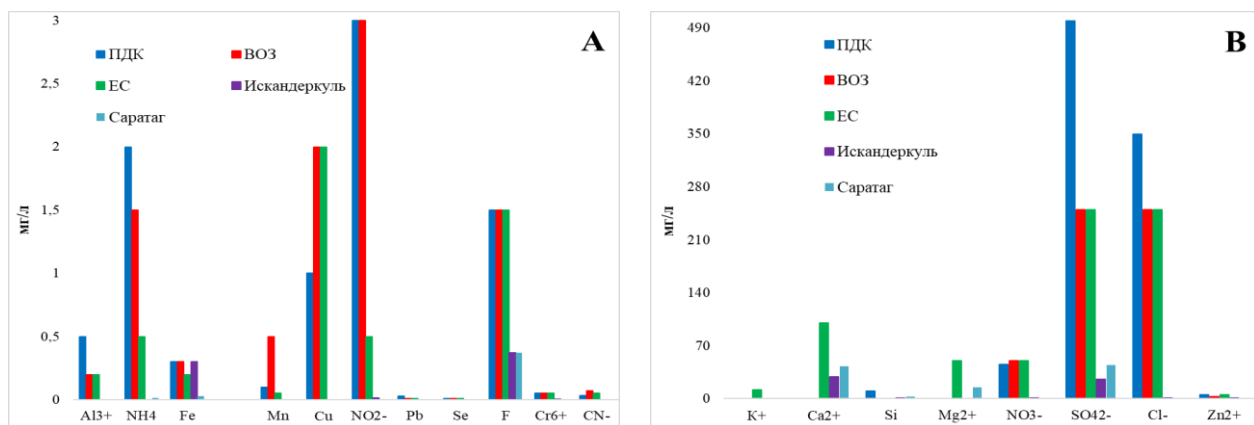 A
ПДК
ВОЗ
ЕС
Искандеркуль
Саратаг
мг/л
3
2,5
2
1,5
1
0,5
0
Al3+ NH4 Fe Mn Cu NO2- Pb Se F Cr6+ CN-
B
ПДК
ВОЗ
ЕС
Искандеркуль
Саратаг
мг/л
490
420
350
280
210
140
70
0
K+ Ca2+ Si Mg2+ NO3- SO42- Cl- Zn2+